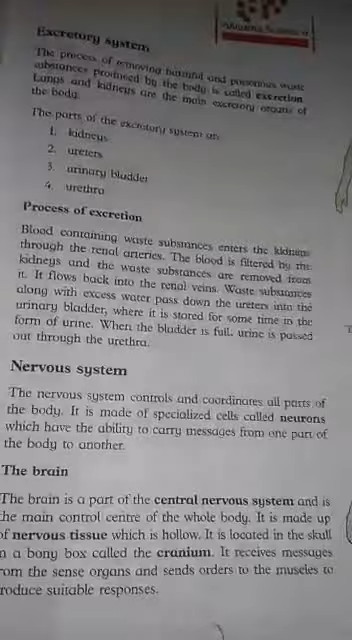 Excretory system
The process of removing harmful and poisonous waste
substances produced by the body is called excretion.
Lungs and kidneys are the main excretory organs of
the body.
The parts of the excretory system are
1. kidneys
2. ureters
3. urinary bladder
4. urethra
Process of excretion
Blood containing waste substances enters the kidneys
through the renal arteries. The blood is filtered by the
kidneys and the waste substances are removed from
it. It flows back into the renal veins. Waste substances
along with excess water pass down the ureters into the
urinary bladder, where it is stored for some time in the
form of urine. When the bladder is full, urine is passed
out through the urethra.
Nervous system
The nervous system controls and coordinates all parts of
the body. It is made of specialized cells called neurons
which have the ability to carry messages from one part of
the body to another.
The brain
The brain is a part of the central nervous system and is
he main control centre of the whole body. It is made up
of nervous tissue which is hollow. It is located in the skull
n a bony box called the cranium. It receives messages
rom the sense organs and sends orders to the muscles to
roduce suitable responses.